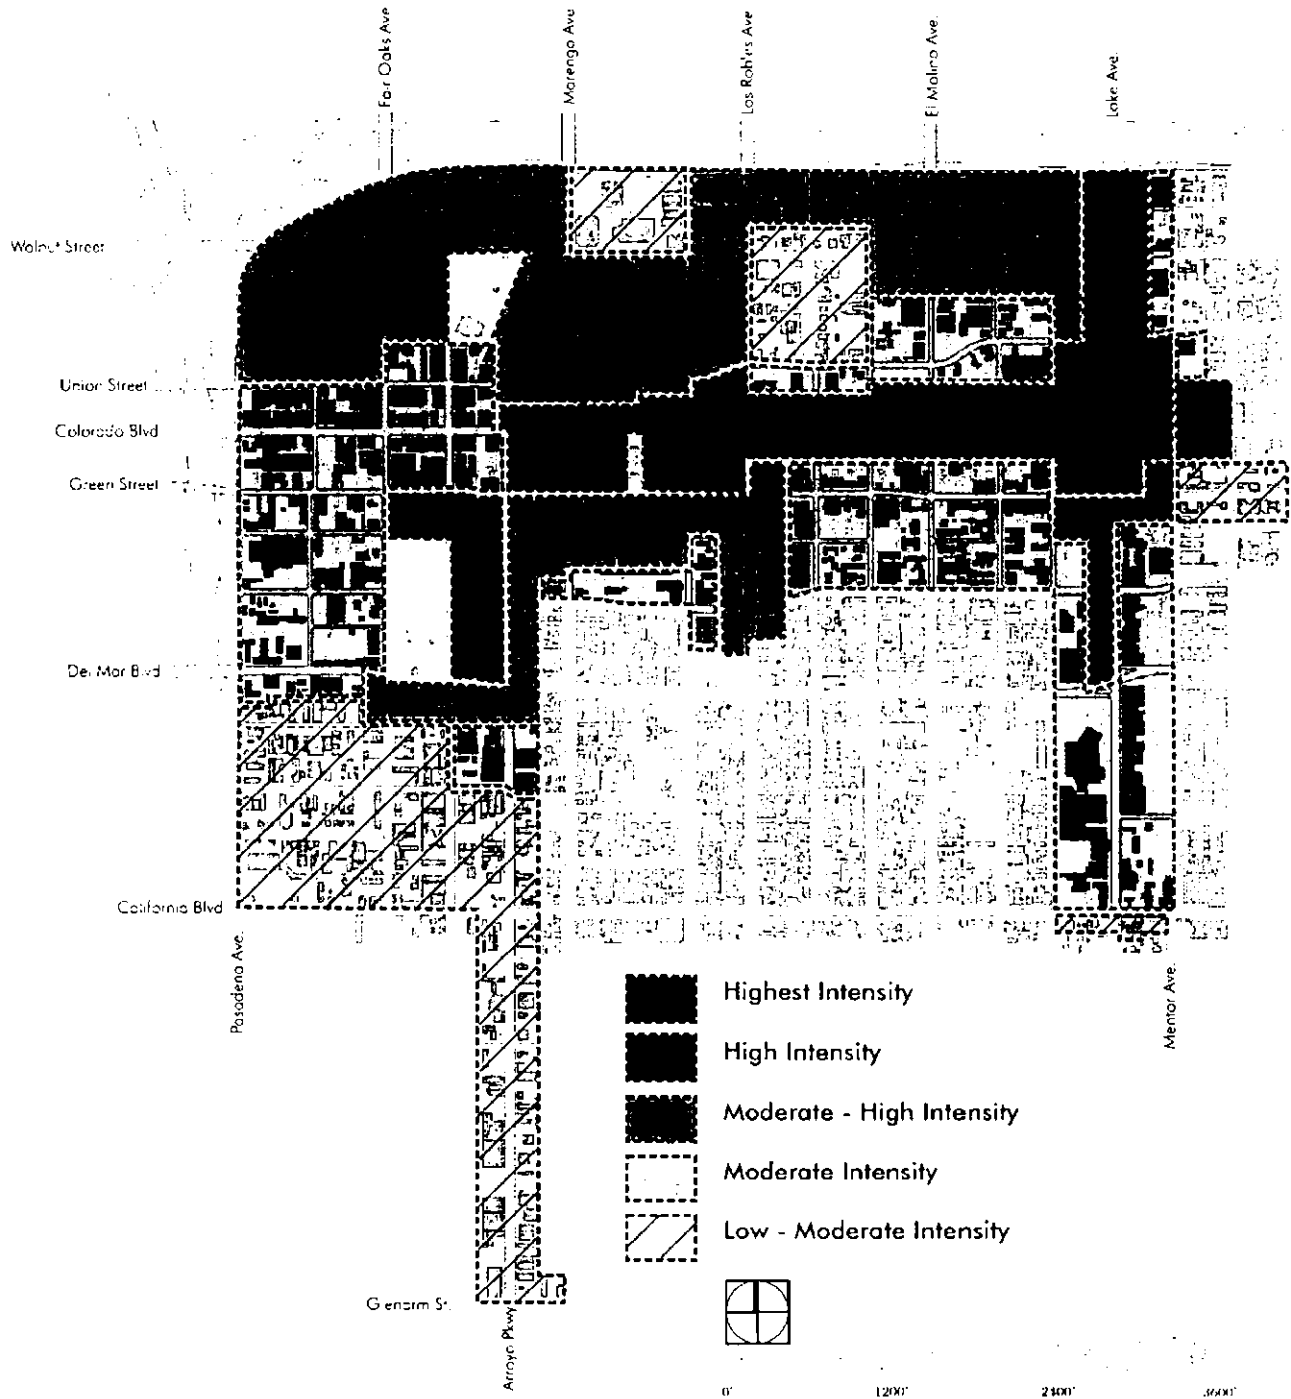 Fair Oaks Ave
Marengo Ave
Los Robles Ave
El Molino Ave.
Lake Ave.
Walnut Street
Union Street
Colorado Blvd
Green Street
Del Mar Blvd
California Blvd
Pasadena Ave.
Mentor Ave.
Highest Intensity
High Intensity
Moderate - High Intensity
Moderate Intensity
Low - Moderate Intensity
Glenarm St.
Arroyo Pkwy
0' 1200' 2400' 3600'